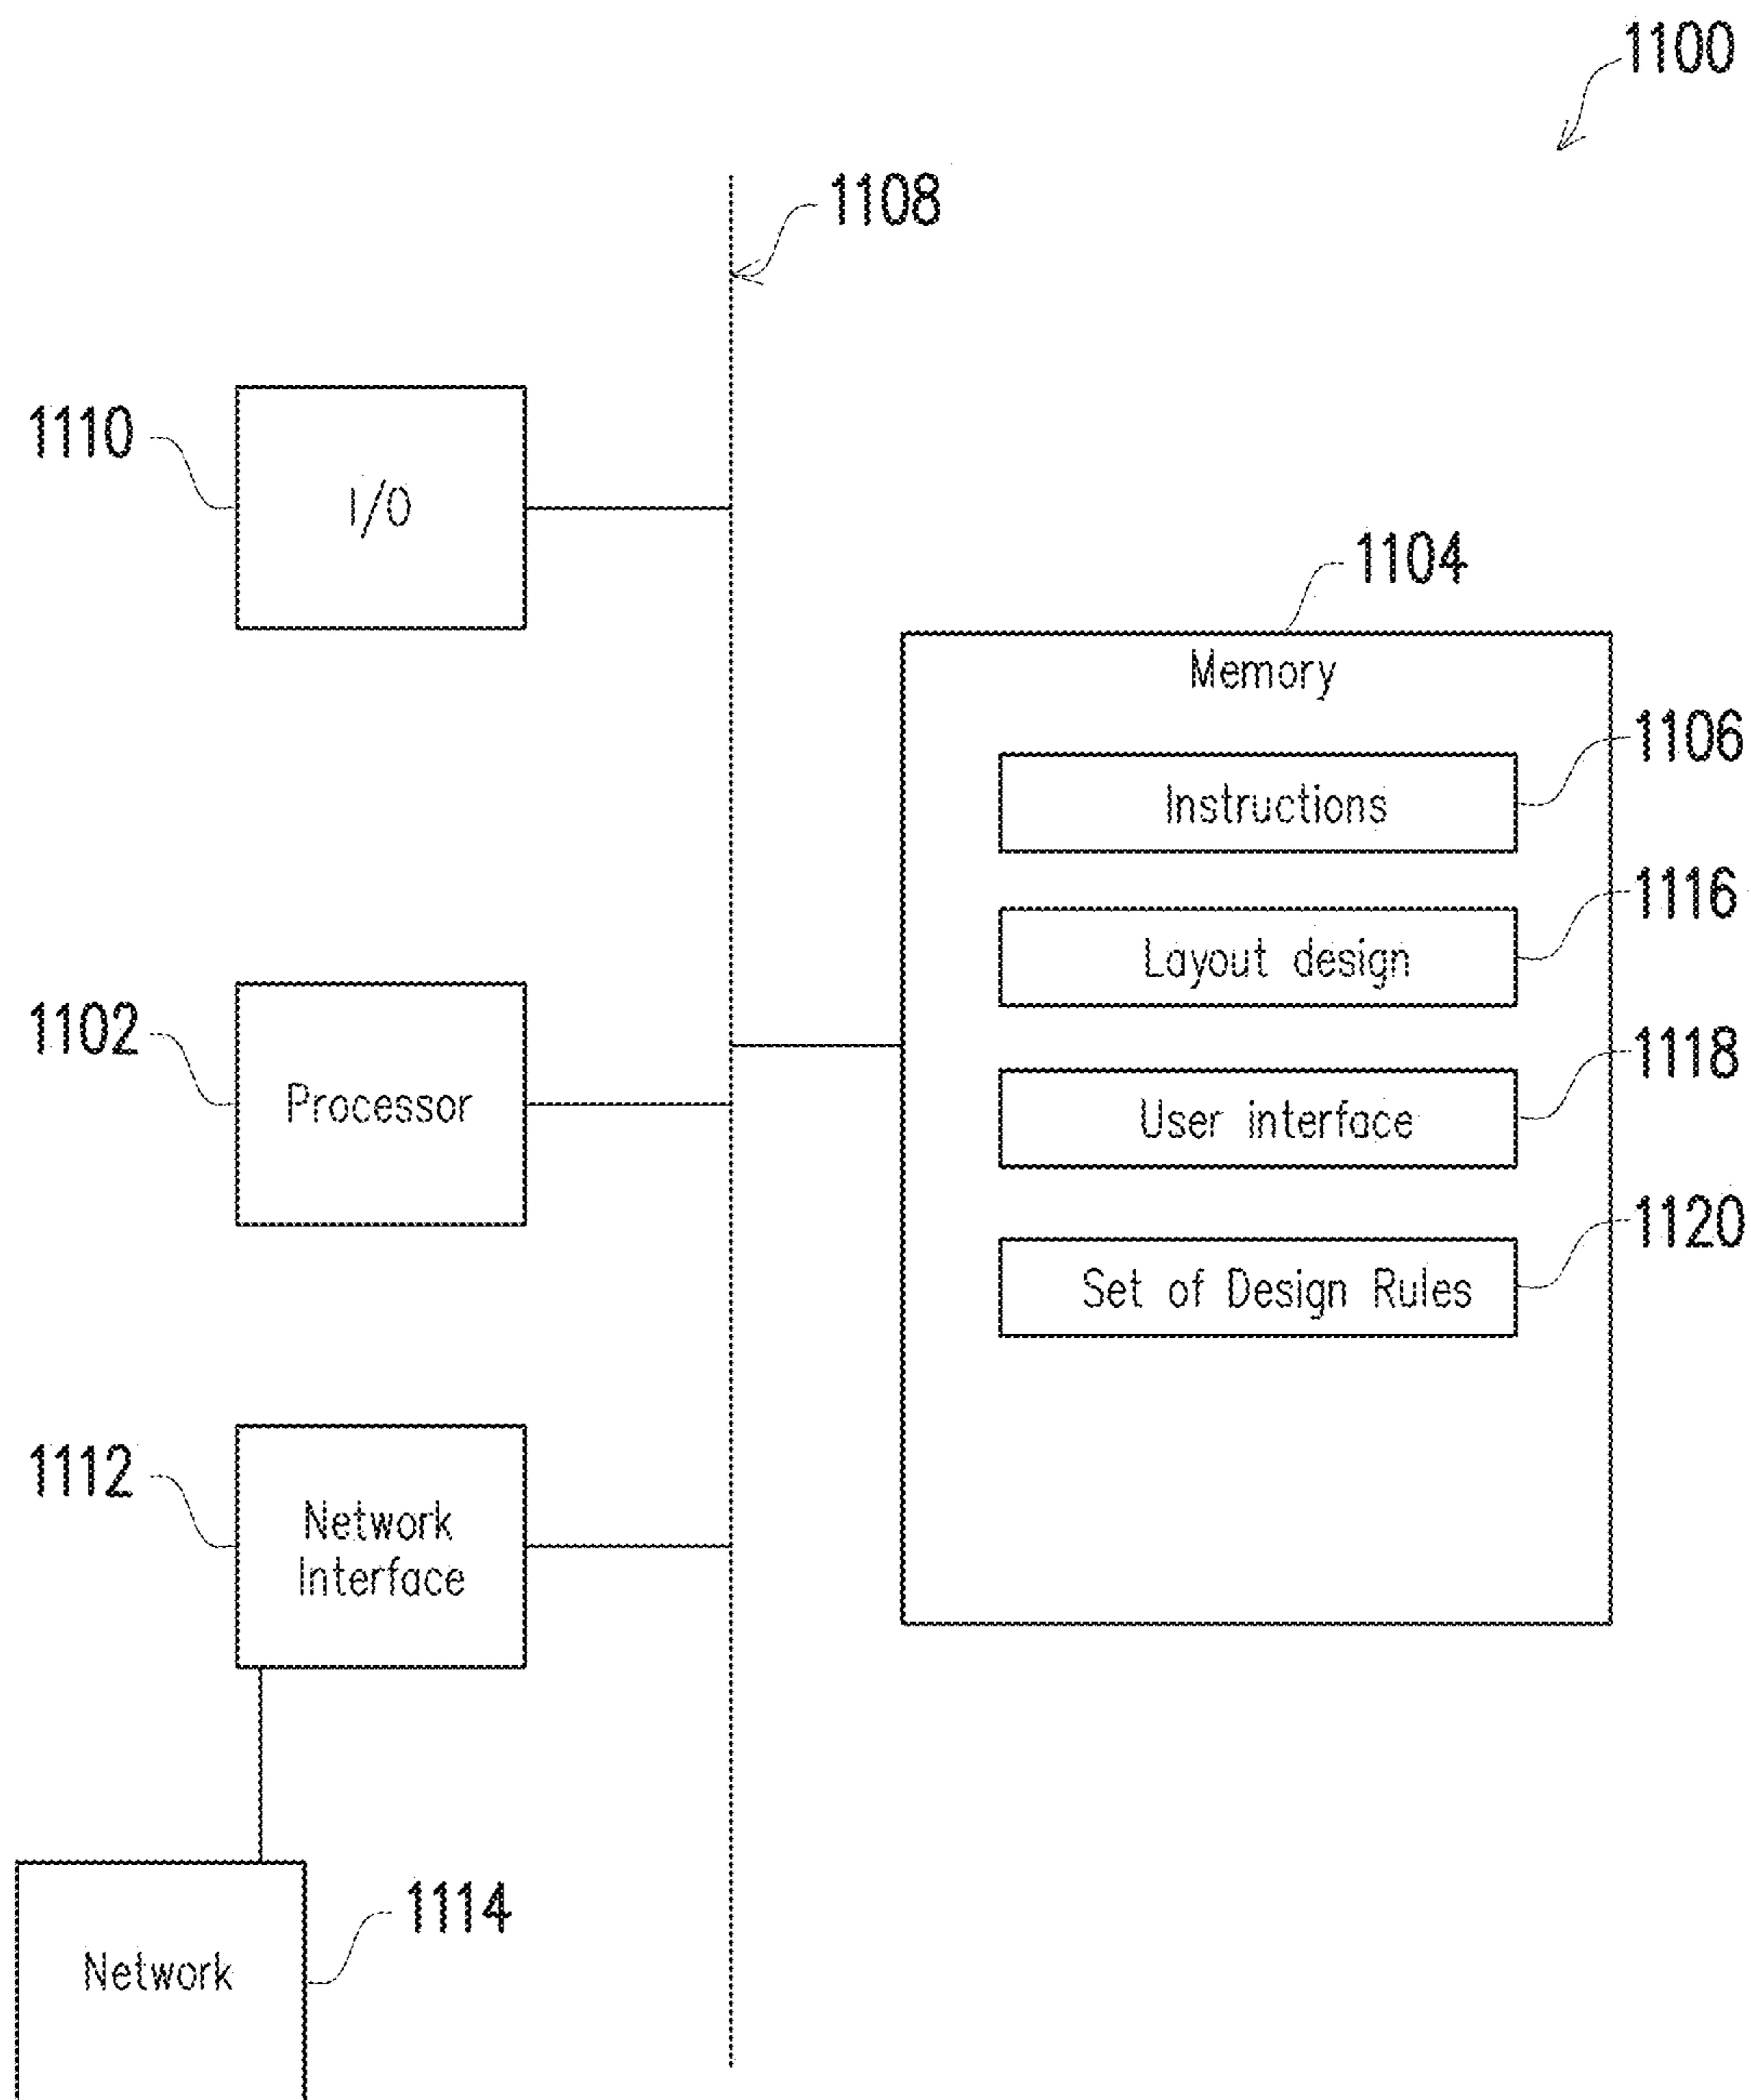 1100
1108
1110
I/O
1104
Memory
1106
Instructions
1116
Layout design
1102
Processor
1118
User interface
1120
Set of Design Rules
1112
Network
Interface
1114
Network